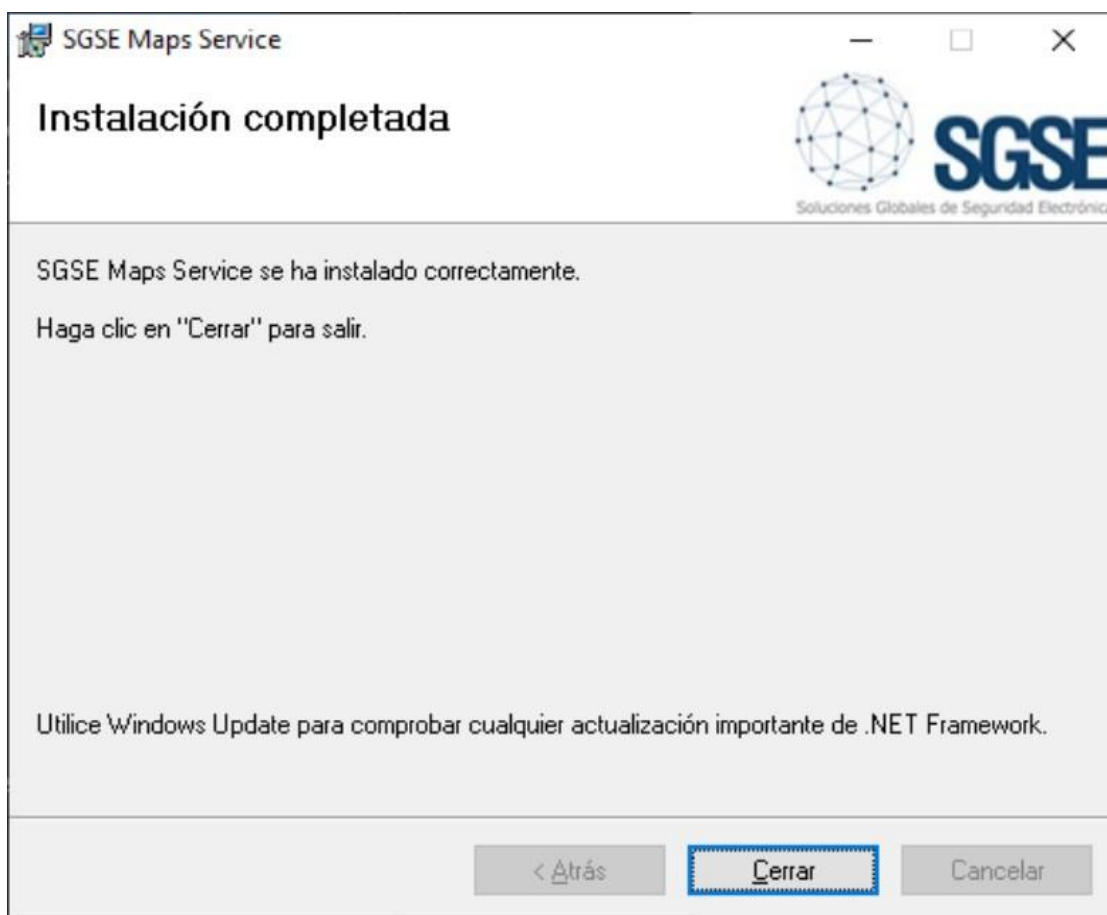 SGSE Maps Service
Instalación completada
SGSE
Soluciones Globales de Seguridad Electrónica
SGSE Maps Service se ha instalado correctamente.
Haga clic en "Cerrar" para salir.
Utilice Windows Update para comprobar cualquier actualización importante de .NET Framework.
< Atrás
Cerrar
Cancelar